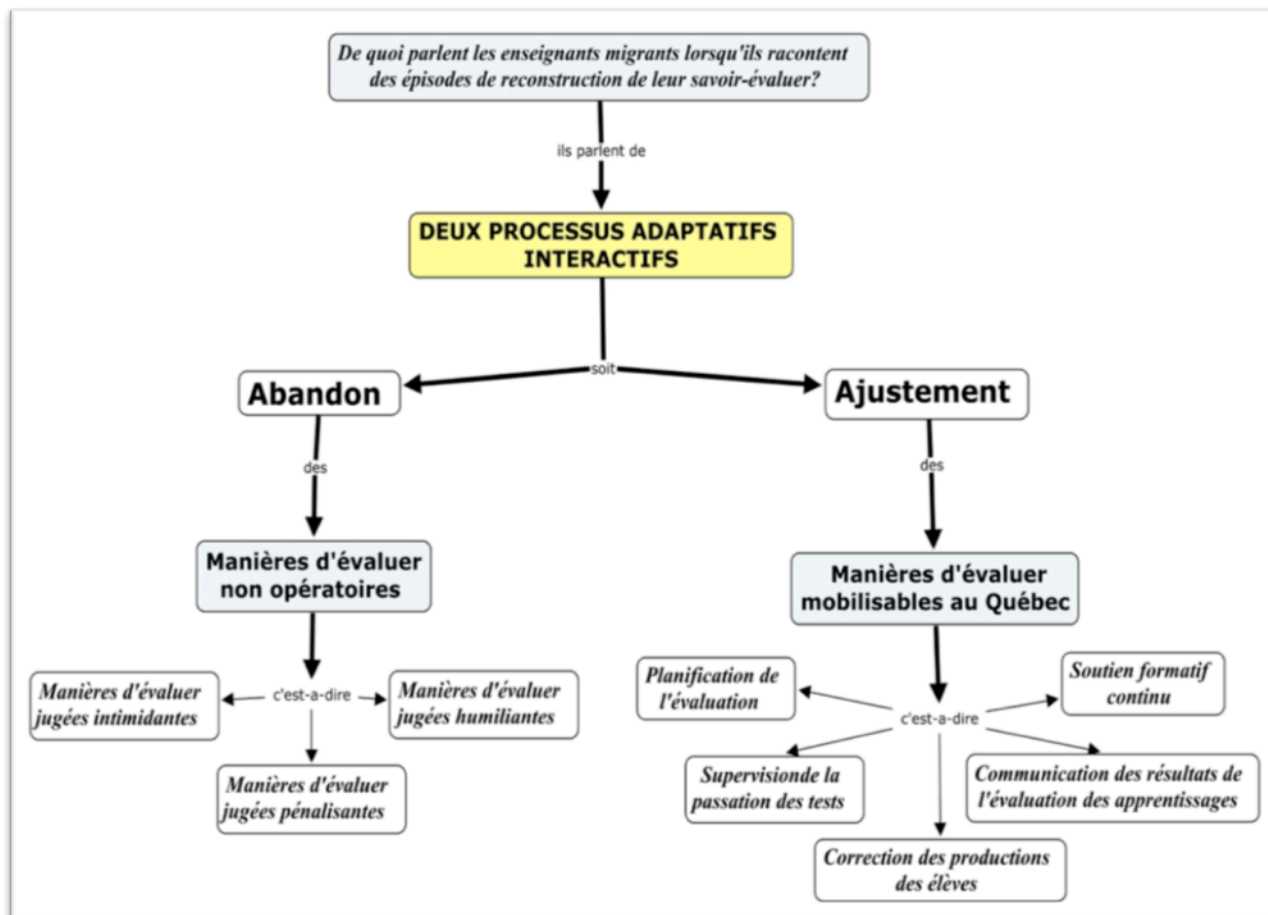 De quoi parlent les enseignants migrants lorsqu'ils racontent
des épisodes de reconstruction de leur savoir-évaluer?
ils parlent de
DEUX PROCESSUS ADAPTATIFS
INTERACTIFS
soit
Abandon
Ajustement
des
des
Manières d'évaluer
non opératoires
Manières d'évaluer
mobilisables au Québec
c'est-a-dire
Manières d'évaluer
jugées intimidantes
Manières d'évaluer
jugées humiliantes
Manières d'évaluer
jugées pénalisantes
c'est-a-dire
Planification de
l'évaluation
Soutien formatif
continu
Supervisionde la
passation des tests
Communication des résultats de
l'évaluation des apprentissages
Correction des productions
des élèves